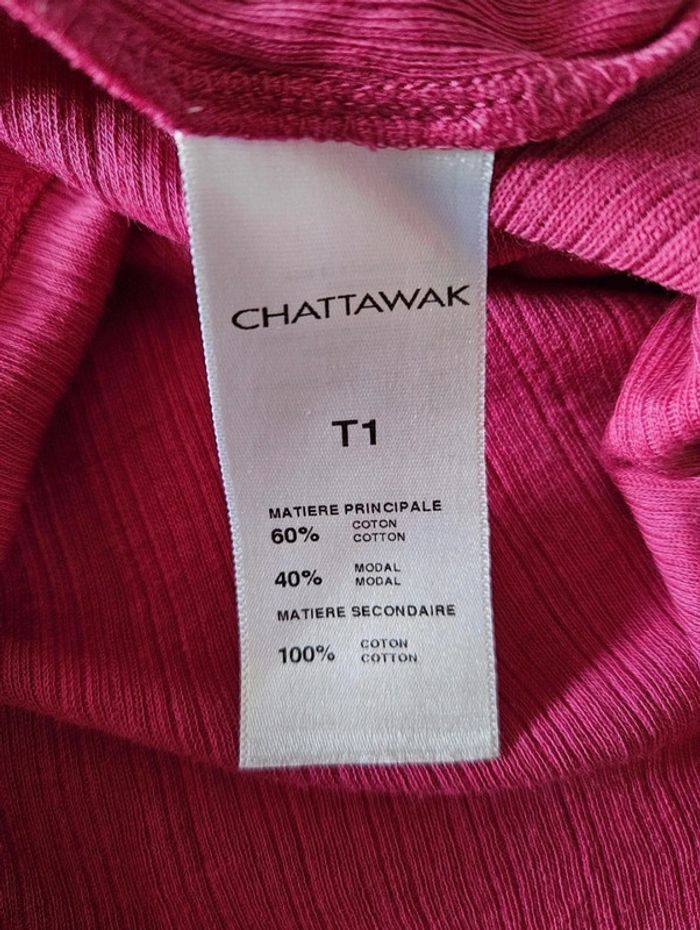 CHATTAWAK
T1
MATIERE PRINCIPALE
60% COTON
COTTON
40% MODAL
MODAL
MATIERE SECONDAIRE
100% COTON
COTTON